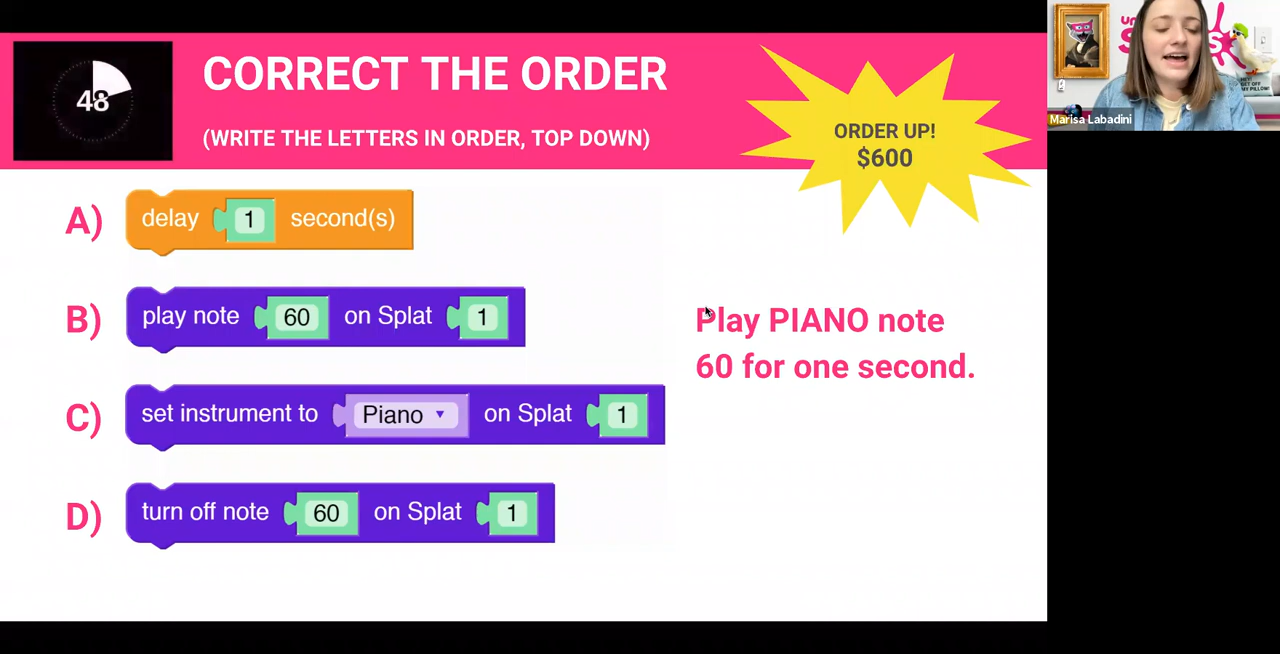 48
CORRECT THE ORDER
(WRITE THE LETTERS IN ORDER, TOP DOWN)
ORDER UP!
$600
Marisa Labadini
A) delay 1 second(s)
B) play note 60 on Splat 1
C) set instrument to Piano on Splat 1
D) turn off note 60 on Splat 1
Play PIANO note
60 for one second.